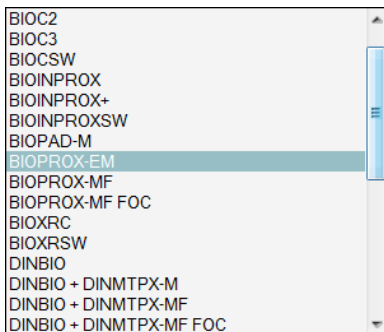 BIOC2
BIOC3
BIOCSW
BIOINPROX
BIOINPROX+
BIOINPROXSW
BIOPAD-M
BIOPROX-EM
BIOPROX-MF
BIOPROX-MF FOC
BIOXRC
BIOXRSW
DINBIO
DINBIO + DINMTPX-M
DINBIO + DINMTPX-MF
DINBIO + DINMTPX-MF FOC